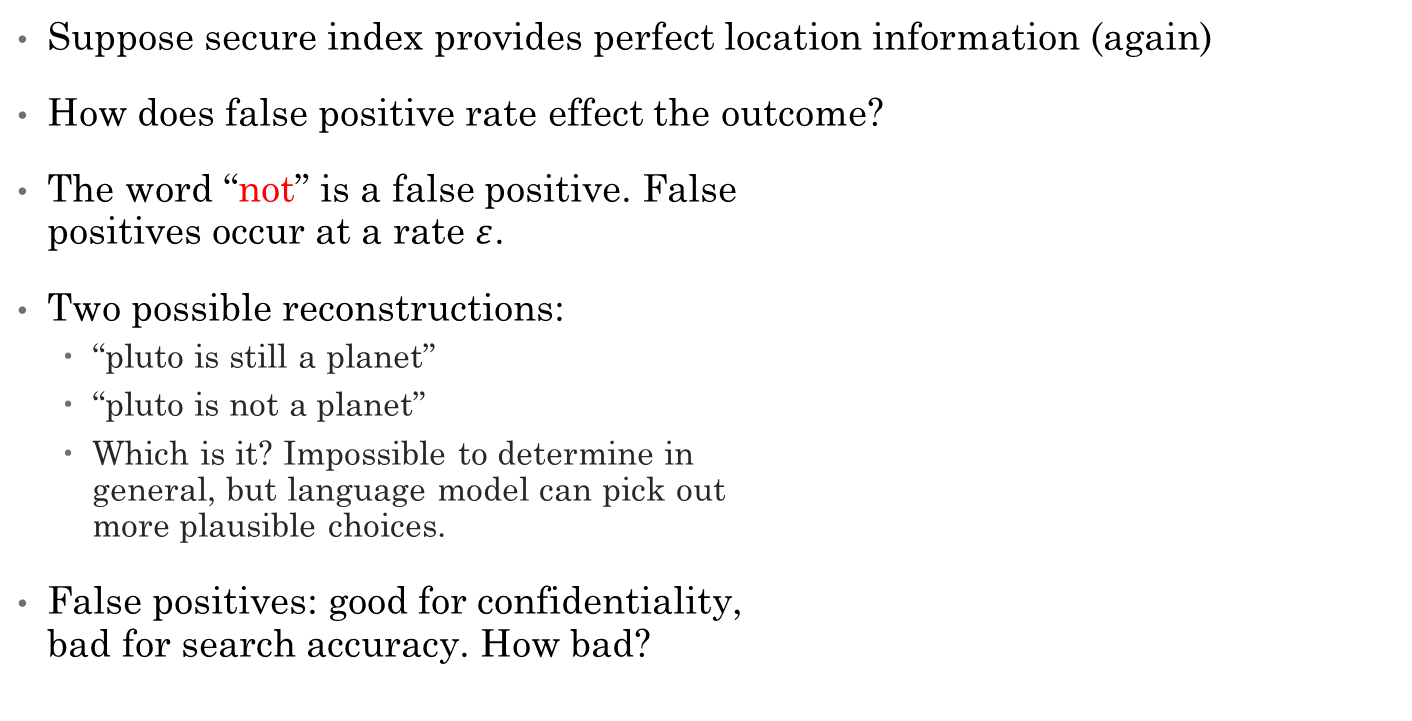 • Suppose secure index provides perfect location information (again)
• How does false positive rate effect the outcome?
• The word “not” is a false positive. False
positives occur at a rate ε.
• Two possible reconstructions:
• “pluto is still a planet”
• “pluto is not a planet”
• Which is it? Impossible to determine in
general, but language model can pick out
more plausible choices.
• False positives: good for confidentiality,
bad for search accuracy. How bad?